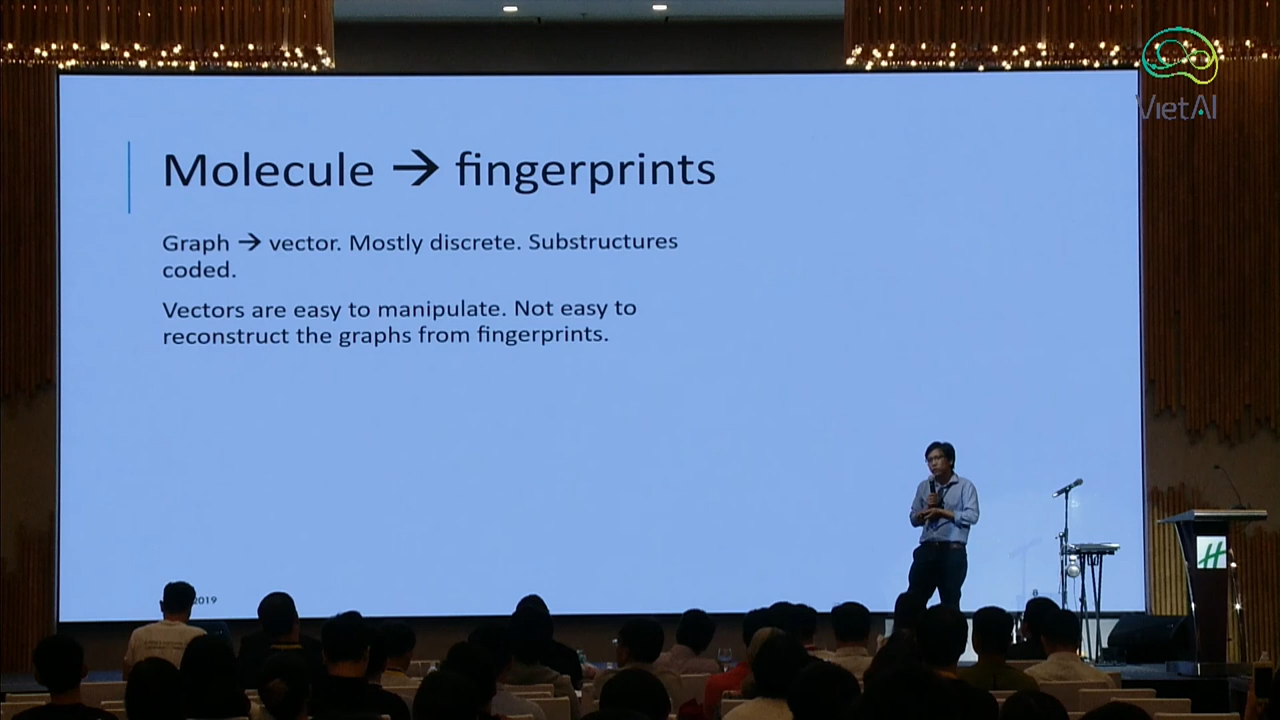 VietAI
Molecule → fingerprints
Graph → vector. Mostly discrete. Substructures
coded.
Vectors are easy to manipulate. Not easy to
reconstruct the graphs from fingerprints.
2019
8
H